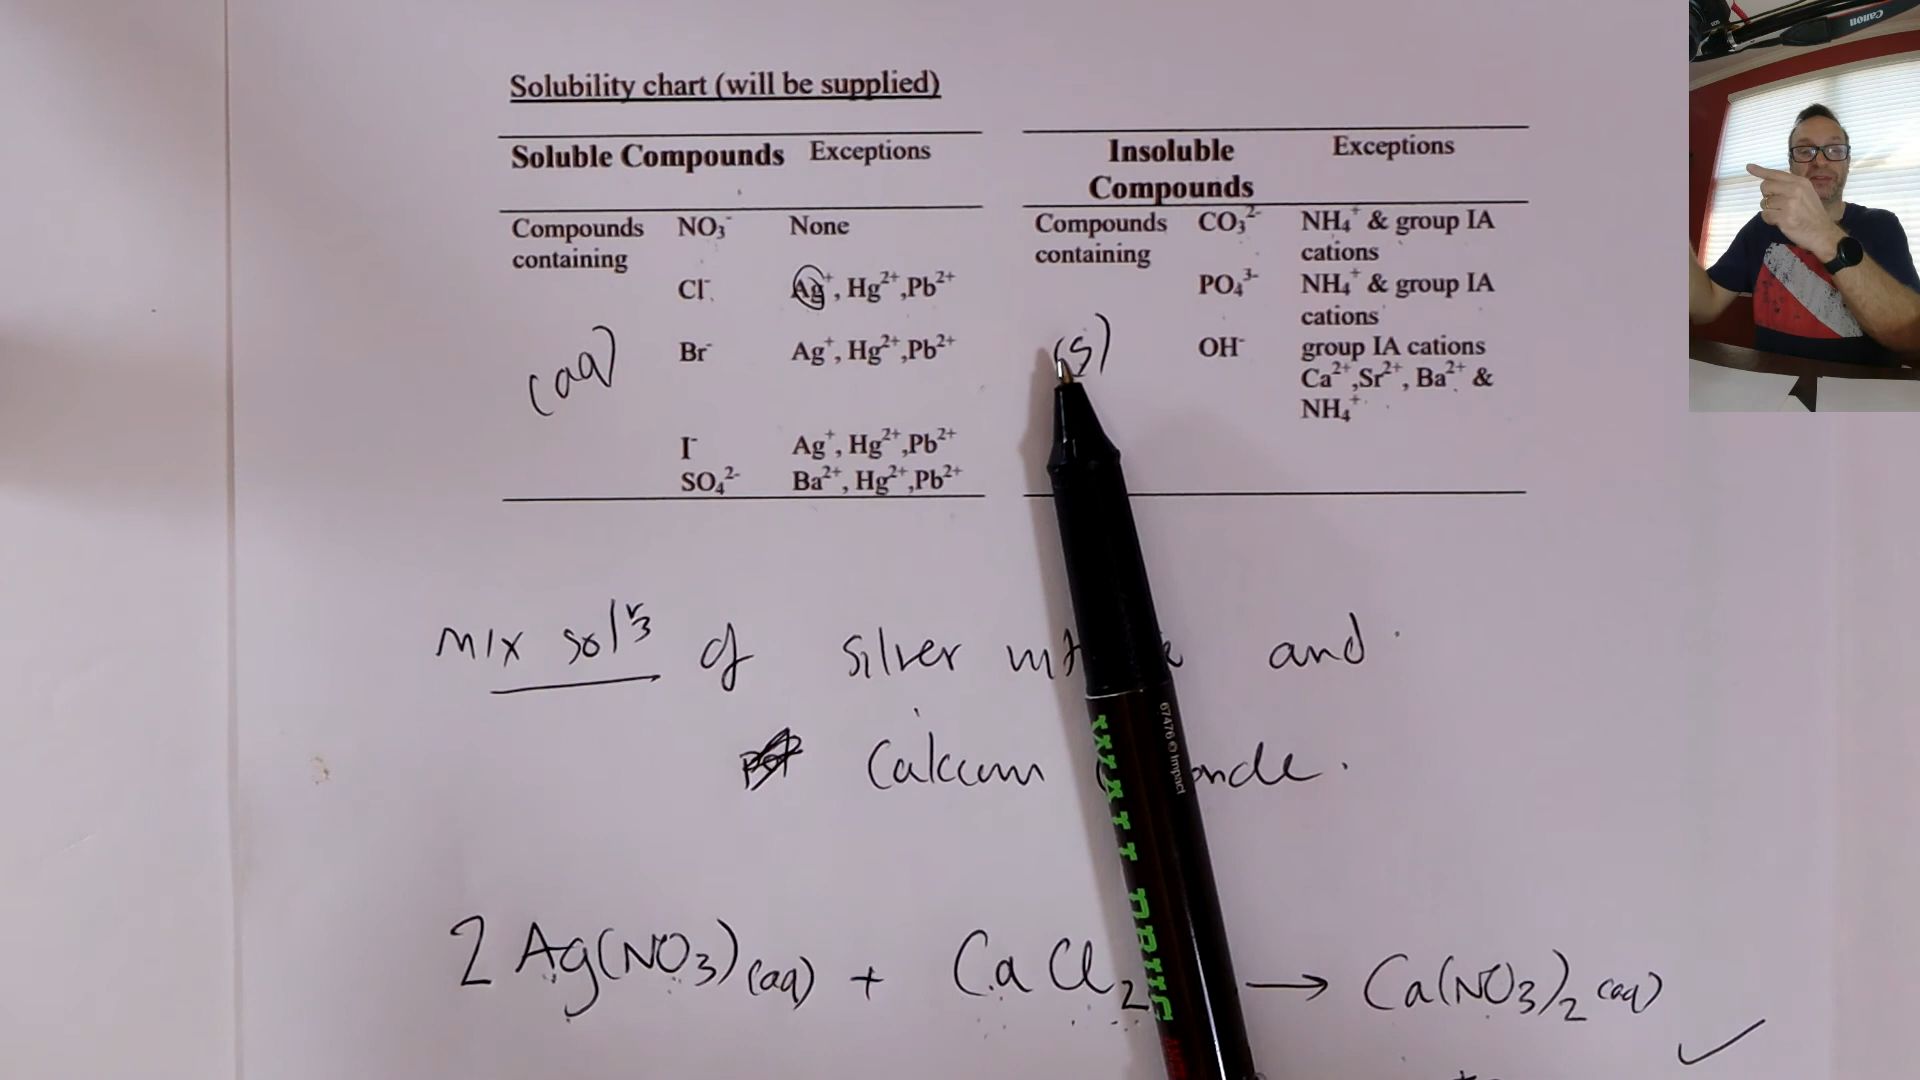 Solubility chart (will be supplied)
Soluble Compounds Exceptions
Compounds containing NO₃⁻ None
Cl⁻ Ag⁺, Hg²⁺,Pb²⁺
Br⁻ Ag⁺, Hg²⁺,Pb²⁺
(aq)
I⁻ Ag⁺, Hg²⁺,Pb²⁺
SO₄²⁻ Ba²⁺, Hg²⁺,Pb²⁺
Insoluble Compounds Exceptions
Compounds containing CO₃²⁻ NH₄⁺ & group IA cations
PO₄³⁻ NH₄⁺ & group IA cations
(s)
OH⁻ group IA cations
Ca²⁺,Sr²⁺, Ba²⁺ &
NH₄⁺
mix of silver and
Calcium
2 Ag(NO₃)(aq) + CaCl₂ → Ca(NO₃)₂(aq)
Canon
67476 © Impact